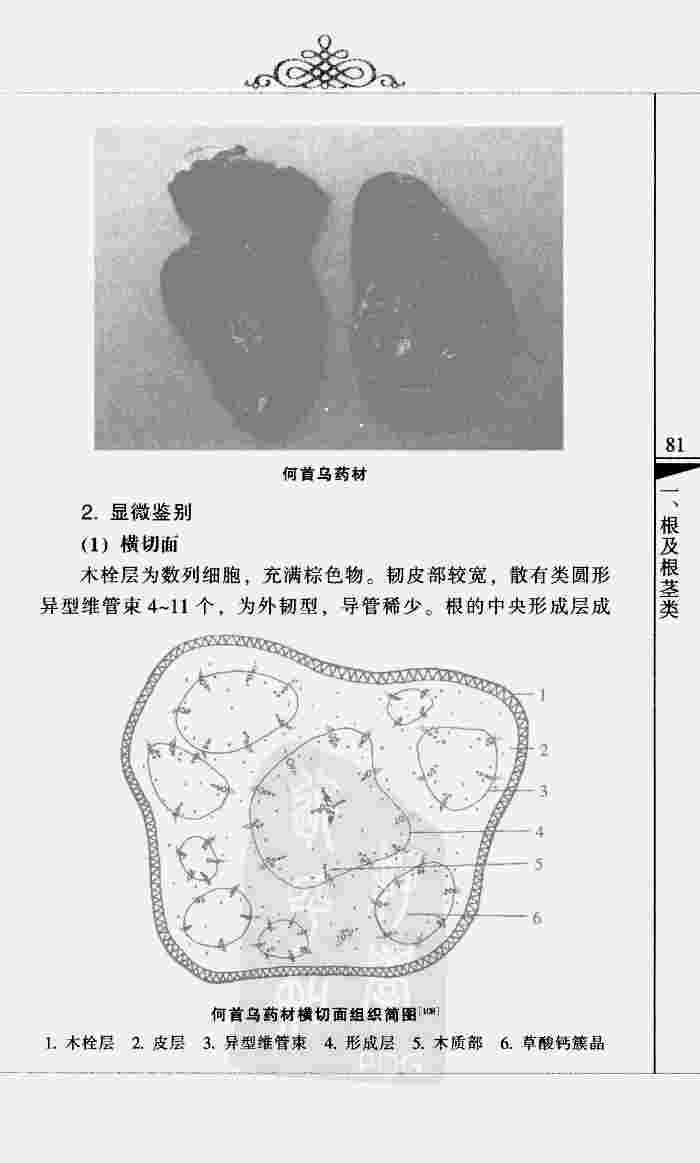 何首乌药材
81
一、根及根茎类
2. 显微鉴别
(1) 横切面
木栓层为数列细胞，充满棕色物。韧皮部较宽，散有类圆形
异型维管束 4~11 个，为外韧型，导管稀少。根的中央形成层成
1
2
3
4
5
6
何首乌药材横切面组织简图
1. 木栓层 2. 皮层 3. 异型维管束 4. 形成层 5. 木质部 6. 草酸钙簇晶